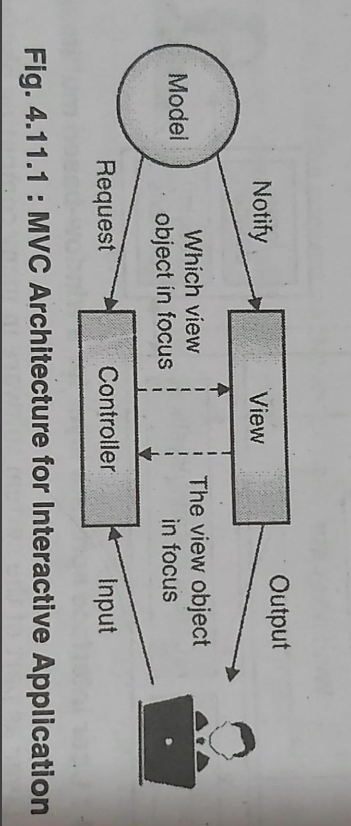 Notify
View
Output
Model
Which view
object in focus
The view object
in focus
Request
Controller
Input
Fig. 4.11.1 : MVC Architecture for Interactive Application